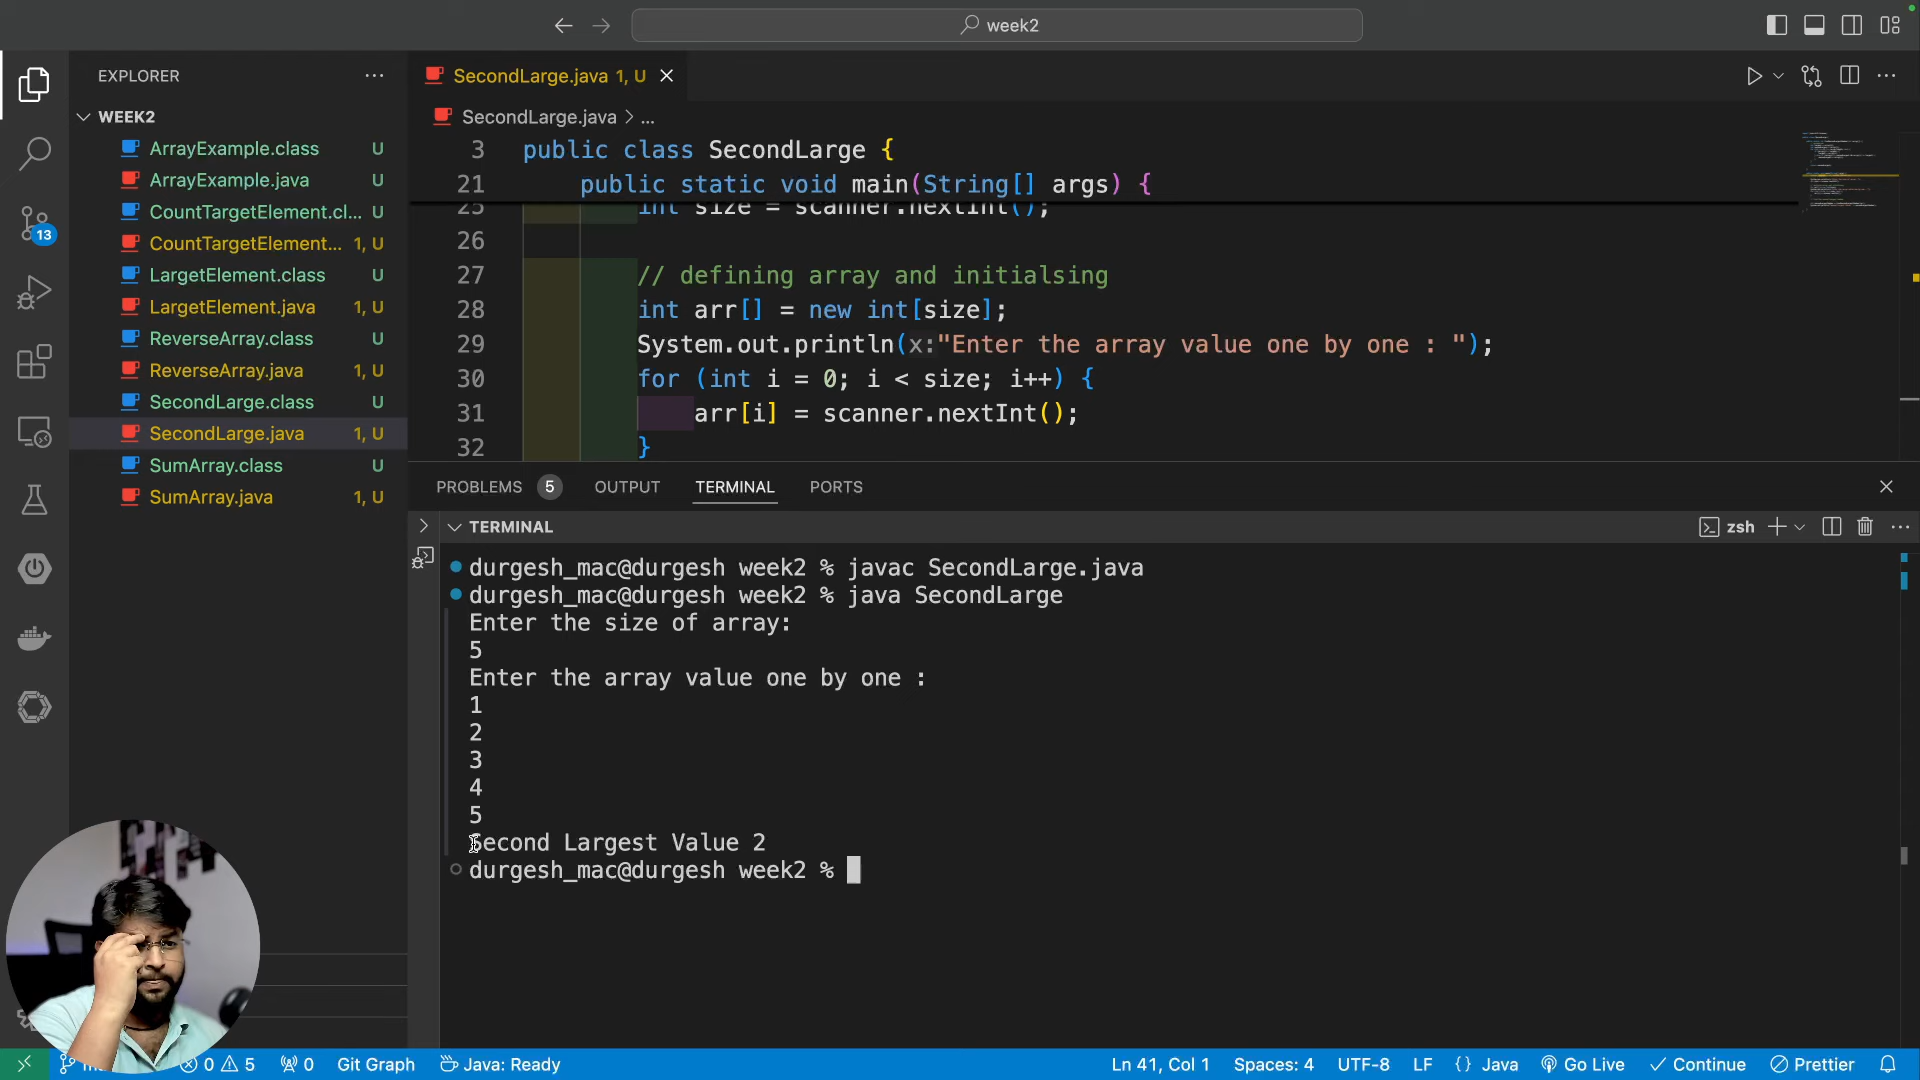 week2
EXPLORER
SecondLarge.java 1, U
WEEK2
ArrayExample.class U
ArrayExample.java U
CountTargetElement.cl... U
CountTargetElement... 1, U
LargetElement.class U
LargetElement.java 1, U
ReverseArray.class U
ReverseArray.java 1, U
SecondLarge.class U
SecondLarge.java 1, U
SumArray.class U
SumArray.java 1, U
13
SecondLarge.java > ...
3 public class SecondLarge {
21 public static void main(String[] args) {
25 int size = scanner.nextInt();
26
27 // defining array and initialsing
28 int arr[] = new int[size];
29 System.out.println(x:"Enter the array value one by one : ");
30 for (int i = 0; i < size; i++) {
31 arr[i] = scanner.nextInt();
32 }
PROBLEMS 5 OUTPUT TERMINAL PORTS
TERMINAL
zsh
durgesh_mac@durgesh week2 % javac SecondLarge.java
durgesh_mac@durgesh week2 % java SecondLarge
Enter the size of array:
5
Enter the array value one by one :
1
2
3
4
5
Second Largest Value 2
durgesh_mac@durgesh week2 %
0 5 0 Git Graph Java: Ready Ln 41, Col 1 Spaces: 4 UTF-8 LF {} Java Go Live Continue Prettier